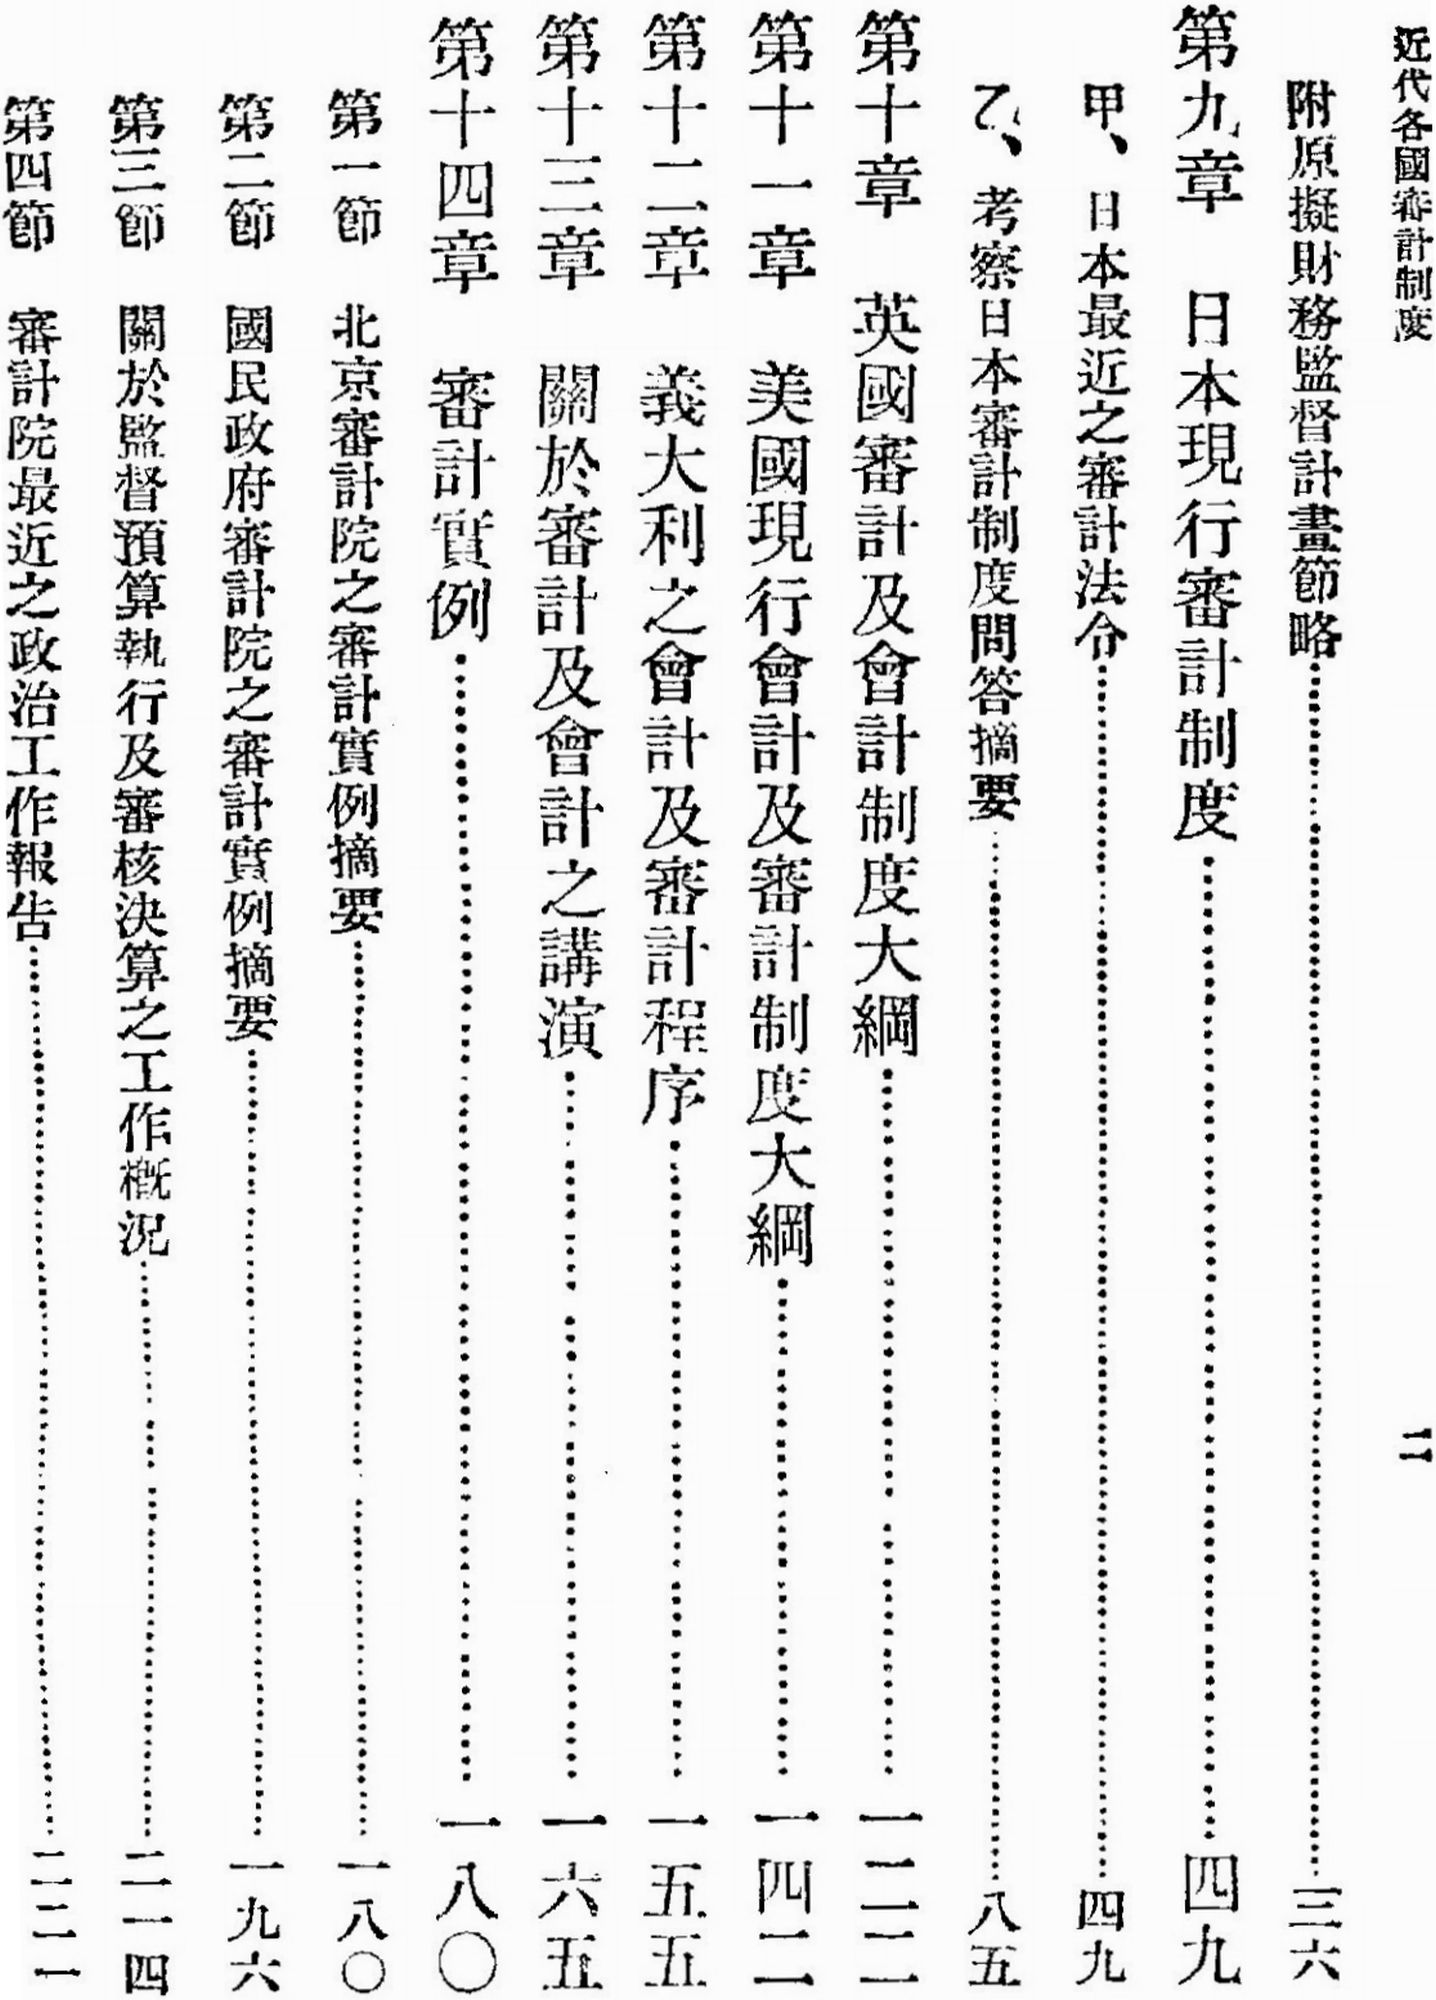 近代各國審計制度
二
附原擬財務監督計畫節略……三六
第九章 日本現行審計制度……四九
甲、日本最近之審計法令……四九
乙、考察日本審計制度問答摘要……八五
第十章 英國審計及會計制度大綱……一二二
第十一章 美國現行會計及審計制度大綱……一四二
第十二章 義大利之會計及審計程序……一五五
第十三章 關於審計及會計之講演……一六五
第十四章 審計實例……一八〇
第一節 北京審計院之審計實例摘要……一八〇
第二節 國民政府審計院之審計實例摘要……一九六
第三節 關於監督預算執行及審核決算之工作概況……二一四
第四節 審計院最近之政治工作報告……二二一